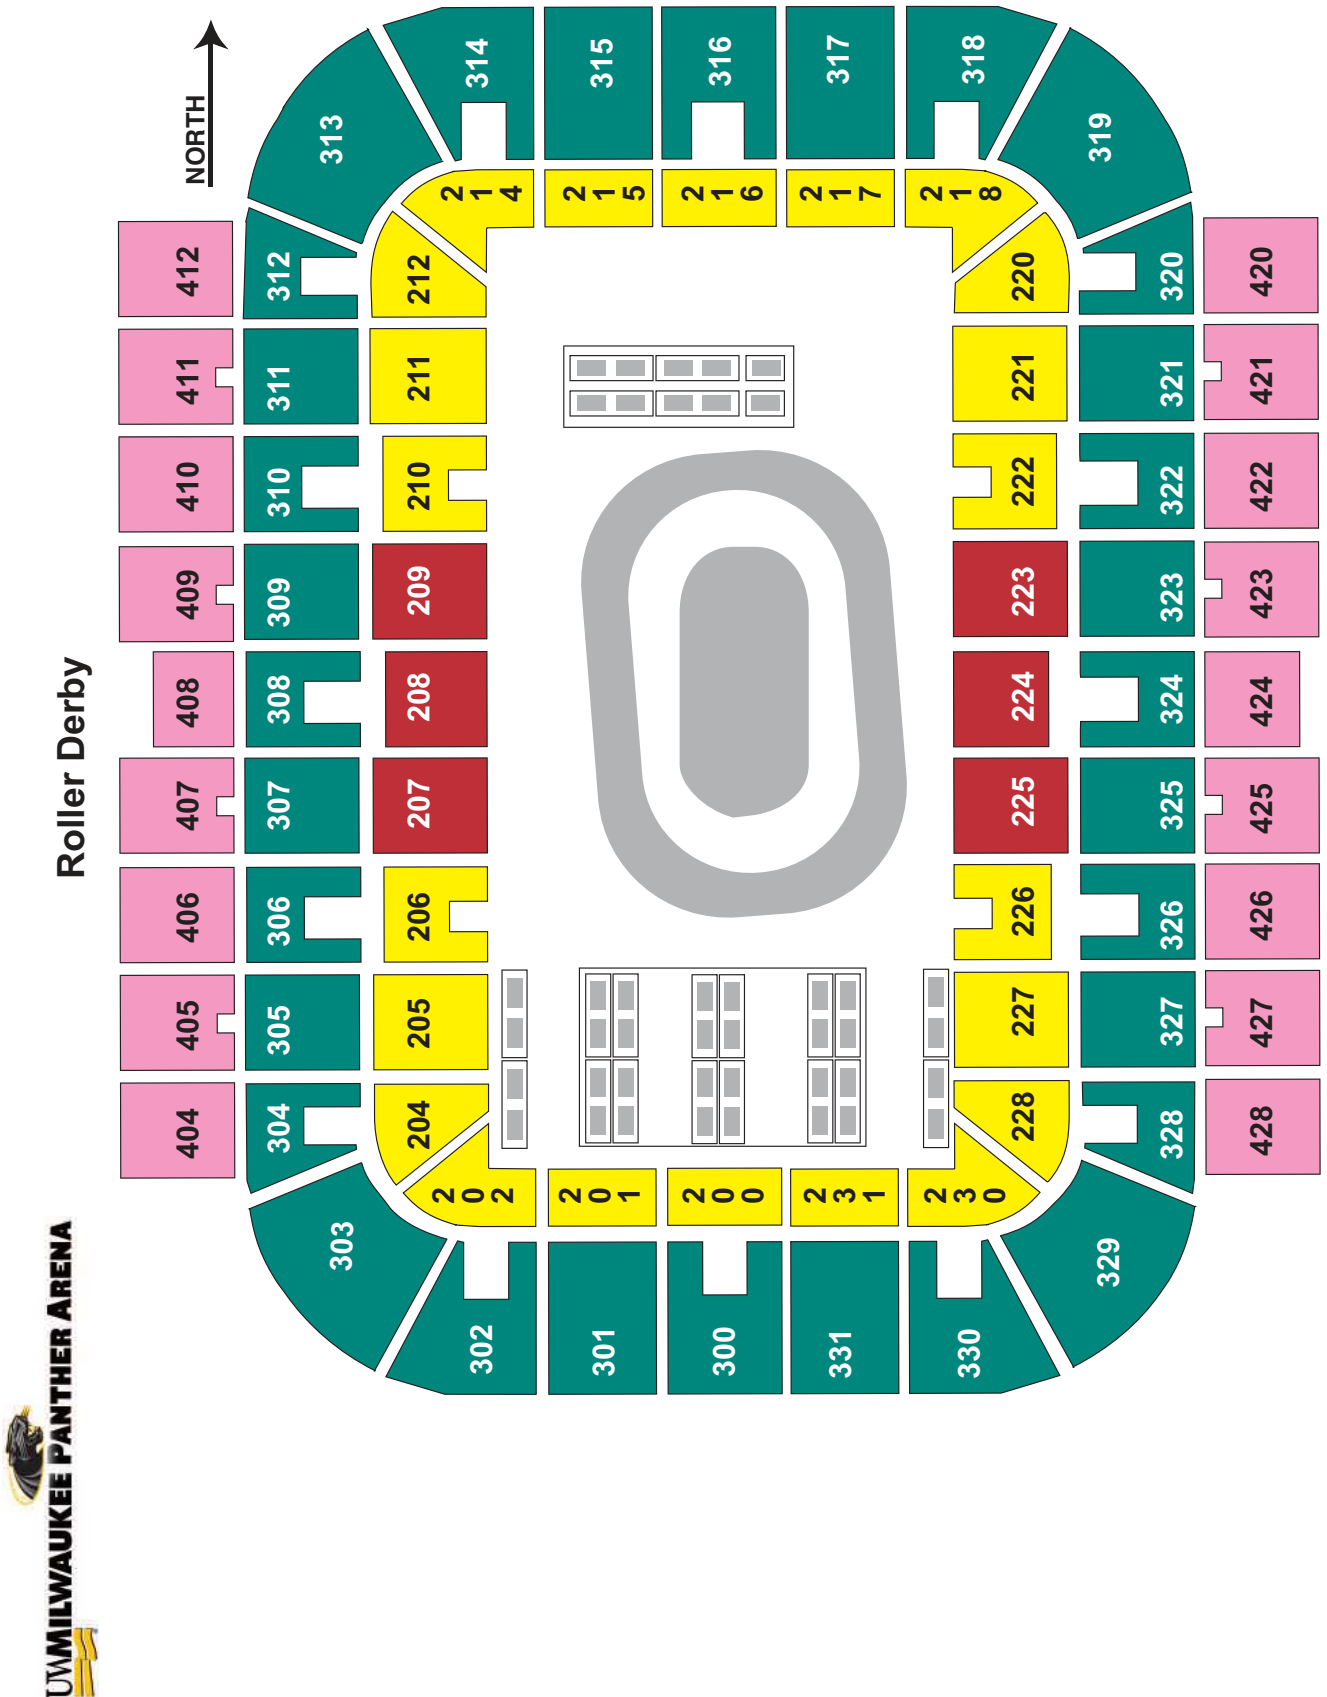 UWMILWAUKEE PANTHER ARENA
Roller Derby
NORTH
404 405 406 407 408 409 410 411 412
304 305 306 307 308 309 310 311 312
303 313
204 205 206 207 208 209 210 211 212
302 202 214 314
301 201 215 315
300 200 216 316
331 231 217 317
330 230 218 318
228 227 226 225 224 223 222 221 220
329 319
328 327 326 325 324 323 322 321 320
428 427 426 425 424 423 422 421 420